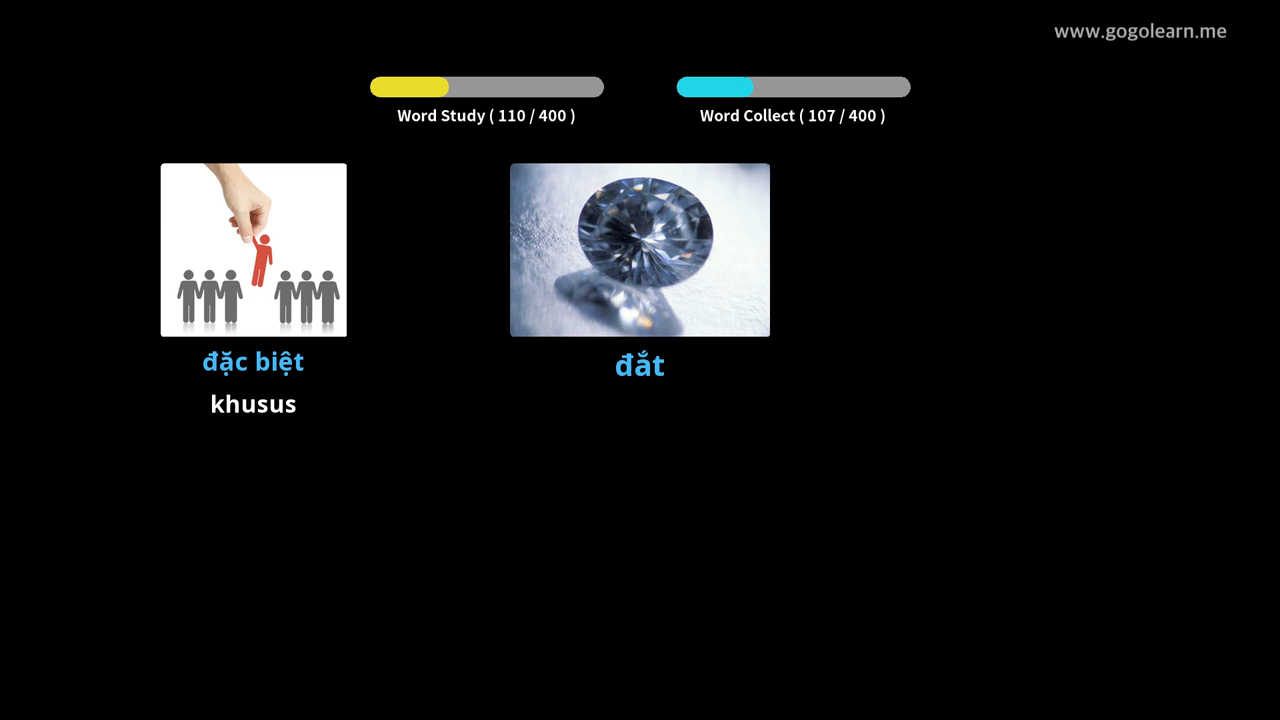 www.gogolearn.me
Word Study ( 110 / 400 )
Word Collect ( 107 / 400 )
đặc biệt
khusus
đắt